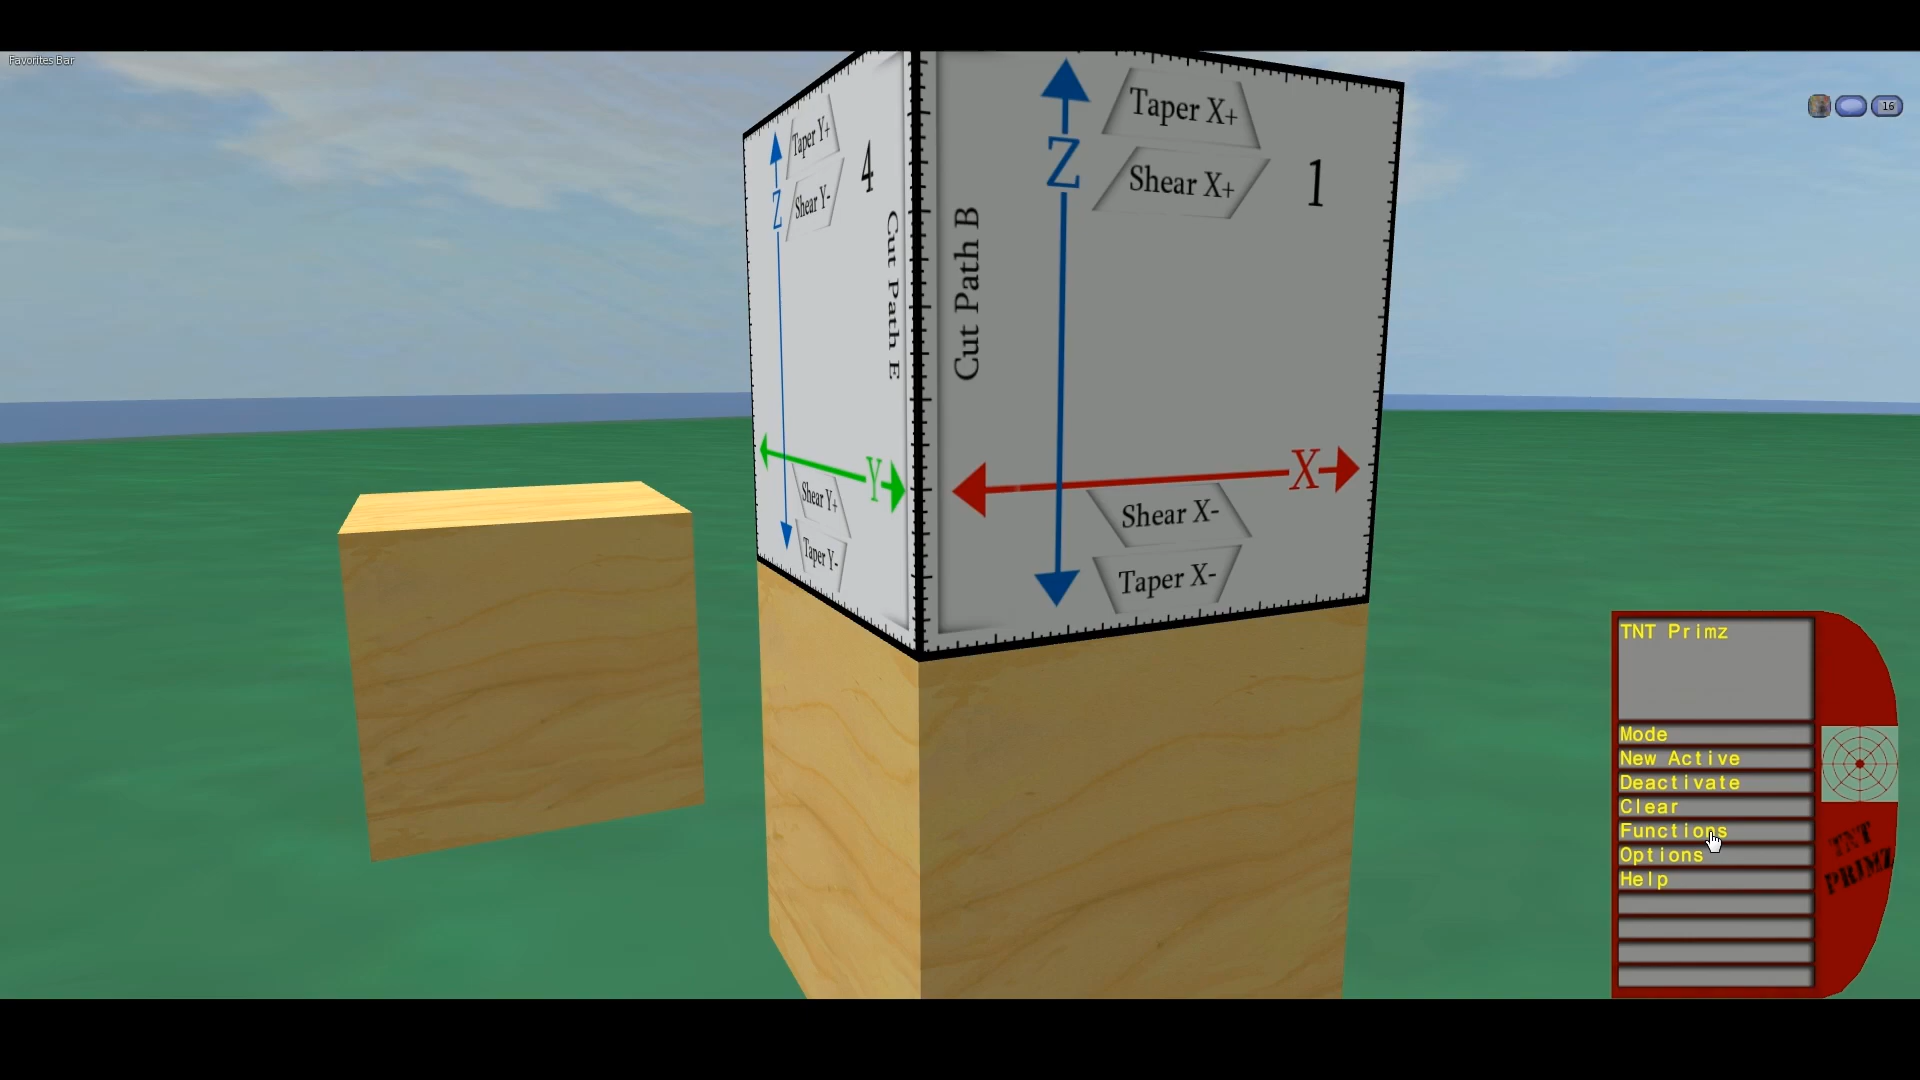 Favorites Bar
16
Taper Y+
Z
Shear Y-
4
Cut Path E
Y
Shear Y+
Taper Y-
Taper X+
Z
Shear X+
1
Cut Path B
X
Shear X-
Taper X-
TNT Primz
Mode
New Active
Deactivate
Clear
Functions
Options
Help
TNT
PRIMZ